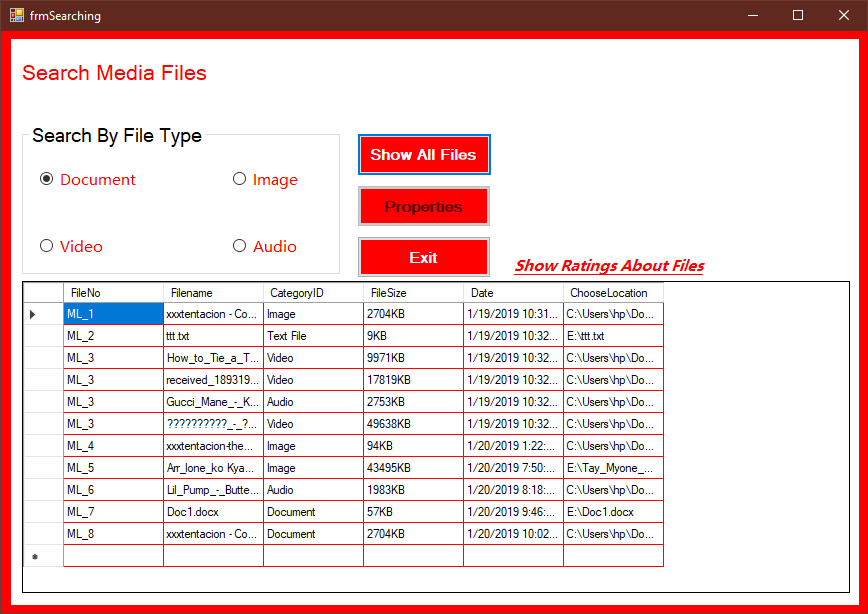 frmSearching
Search Media Files
Search By File Type
Document Image
Video Audio
Show All Files
Properties
Exit
Show Ratings About Files
FileNo Filename CategoryID FileSize Date ChooseLocation
ML_1 xxxtentacion - Co... Image 2704KB 1/19/2019 10:31... C:\Users\hp\Do...
ML_2 ttt.txt Text File 9KB 1/19/2019 10:32... E:\ttt.txt
ML_3 How_to_Tie_a_T... Video 9971KB 1/19/2019 10:32... C:\Users\hp\Do...
ML_3 received_189319... Video 17819KB 1/19/2019 10:32... C:\Users\hp\Do...
ML_3 Gucci_Mane_-_K... Audio 2753KB 1/19/2019 10:32... C:\Users\hp\Do...
ML_3 ??????????_-_?... Video 49638KB 1/19/2019 10:32... C:\Users\hp\Do...
ML_4 xxxtentacion-the... Image 94KB 1/20/2019 1:22:... C:\Users\hp\Do...
ML_5 Arr_lone_ko Kya... Image 43495KB 1/20/2019 7:50:... E:\Tay_Myone_...
ML_6 Lil_Pump_-_Butte... Audio 1983KB 1/20/2019 8:18:... C:\Users\hp\Do...
ML_7 Doc1.docx Document 57KB 1/20/2019 9:46:... E:\Doc1.docx
ML_8 xxxtentacion - Co... Document 2704KB 1/20/2019 10:02... C:\Users\hp\Do...